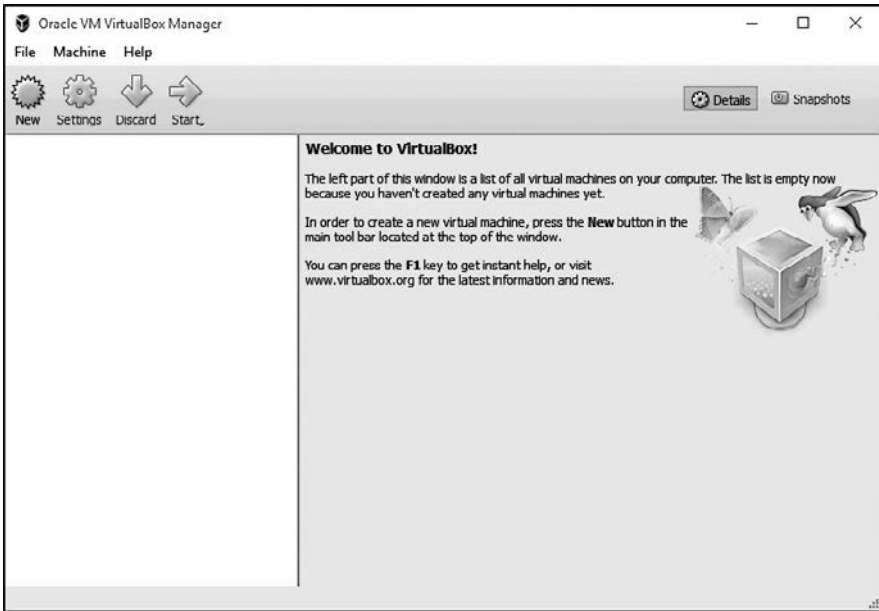 Oracle VM VirtualBox Manager
File Machine Help
New Settings Discard Start
Details Snapshots
Welcome to VirtualBox!
The left part of this window is a list of all virtual machines on your computer. The list is empty now
because you haven't created any virtual machines yet.
In order to create a new virtual machine, press the New button in the
main tool bar located at the top of the window.
You can press the F1 key to get instant help, or visit
www.virtualbox.org for the latest information and news.